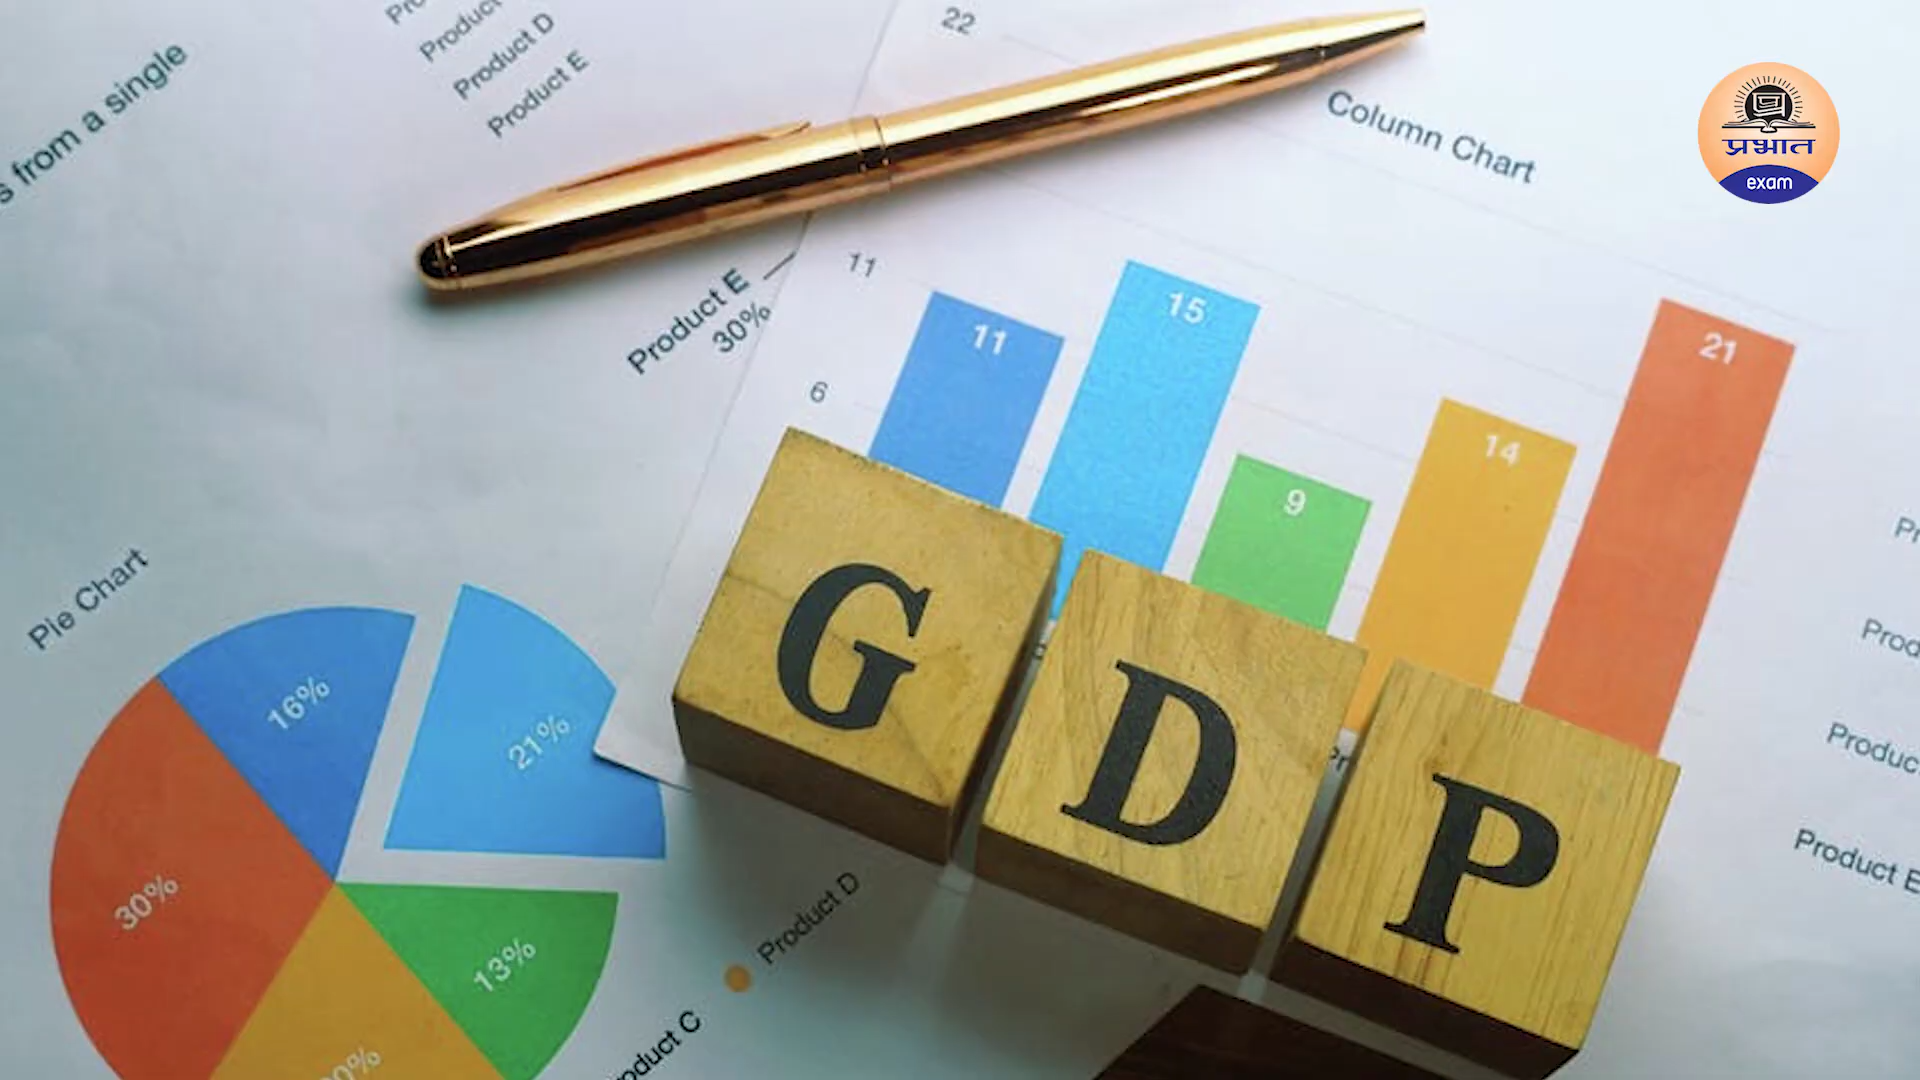 s from a single
Product D
Product E
22
Column Chart
प्रभात
exam
11
Product E
30%
6
11
15
9
14
21
G
D
P
Pie Chart
16%
21%
30%
13%
Product D
Product E